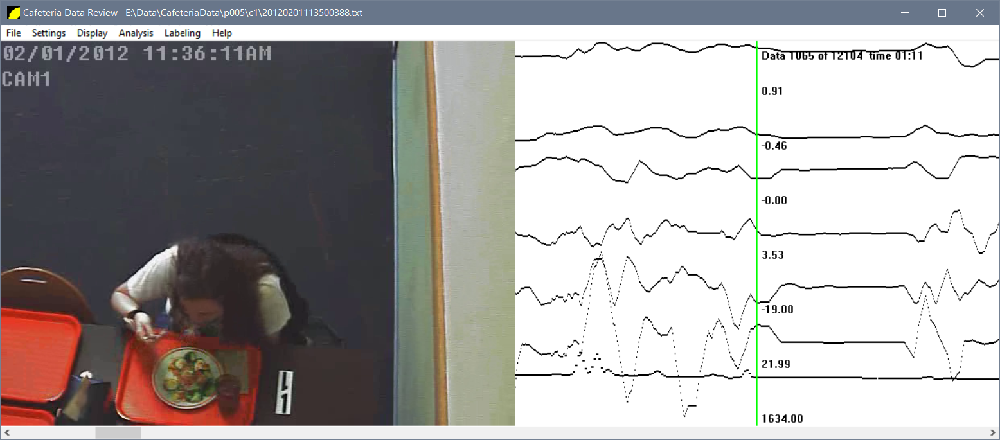 Cafeteria Data Review E:\Data\CafeteriaData\p005\c1\20120201113500388.txt
File Settings Display Analysis Labeling Help
02/01/2012 11:36:11AM
CAM1
Data 1065 of 12104 time 01:11
0.91
-0.46
-0.00
3.53
-19.00
21.99
1634.00